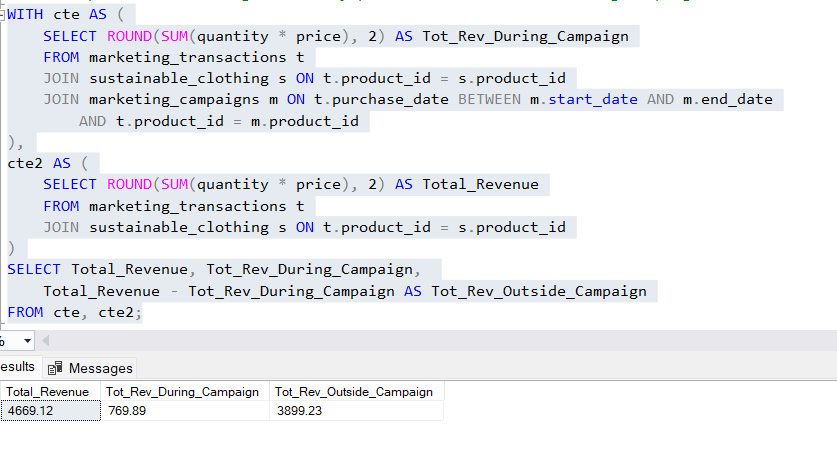 WITH cte AS (
SELECT ROUND(SUM(quantity * price), 2) AS Tot_Rev_During_Campaign
FROM marketing_transactions t
JOIN sustainable_clothing s ON t.product_id = s.product_id
JOIN marketing_campaigns m ON t.purchase_date BETWEEN m.start_date AND m.end_date
AND t.product_id = m.product_id
),
cte2 AS (
SELECT ROUND(SUM(quantity * price), 2) AS Total_Revenue
FROM marketing_transactions t
JOIN sustainable_clothing s ON t.product_id = s.product_id
)
SELECT Total_Revenue, Tot_Rev_During_Campaign,
Total_Revenue - Tot_Rev_During_Campaign AS Tot_Rev_Outside_Campaign
FROM cte, cte2;
%
esults Messages
Total_Revenue Tot_Rev_During_Campaign Tot_Rev_Outside_Campaign
4669.12 769.89 3899.23